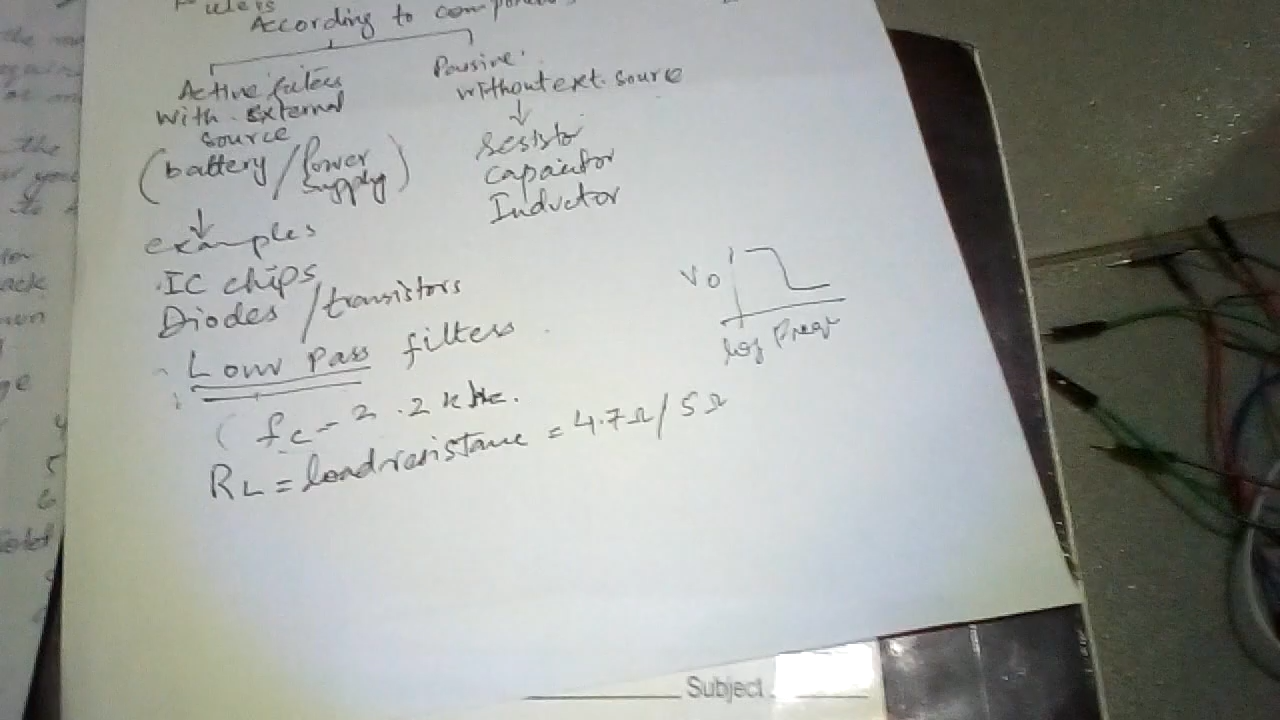 According to
Active filters
With external
source
(battery/Power
supply)
Passive.
without ext. source
resistor
capacitor
Inductor
examples
IC chips
Diodes/transistors
Low Pass filters
fc = 2.2 kHz.
RL = load resistance = 4.7Ω/5Ω
Vo
log Freq
Subject